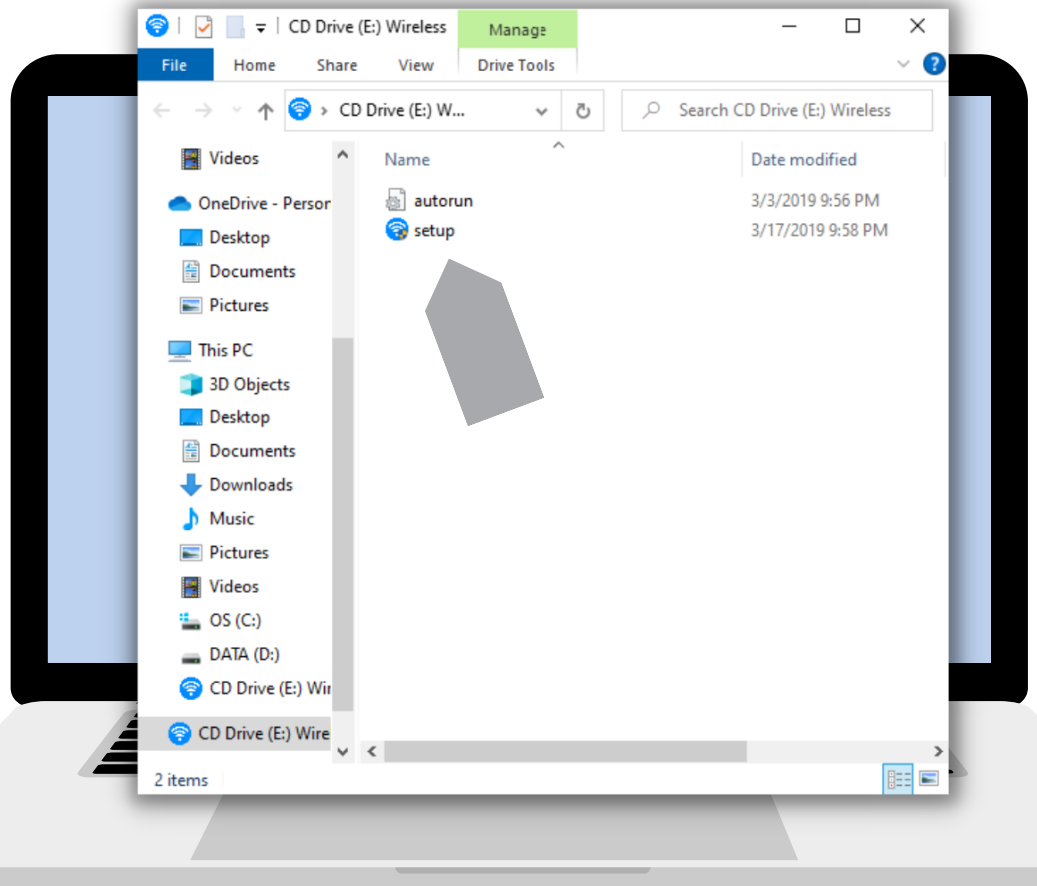 CD Drive (E:) Wireless
Manage
File Home Share View Drive Tools
CD Drive (E:) W...
Search CD Drive (E:) Wireless
Videos
OneDrive - Person
Desktop
Documents
Pictures
This PC
3D Objects
Desktop
Documents
Downloads
Music
Pictures
Videos
OS (C:)
DATA (D:)
CD Drive (E:) Wir
CD Drive (E:) Wire
Name Date modified
autorun 3/3/2019 9:56 PM
setup 3/17/2019 9:58 PM
2 items